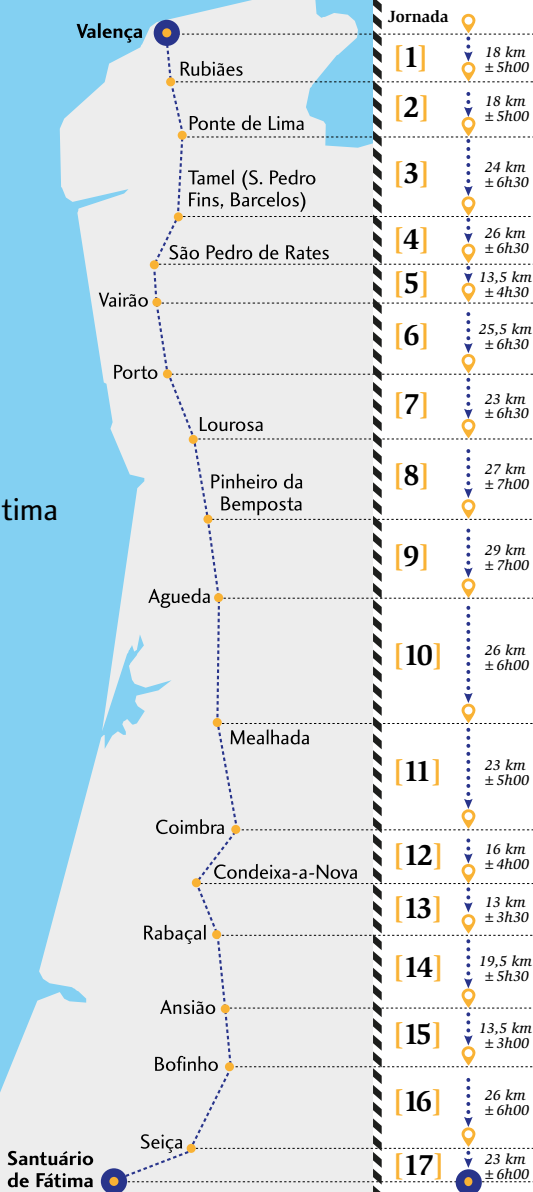 Jornada
Valença
[1]
18 km
± 5h00
Rubiães
[2]
18 km
± 5h00
Ponte de Lima
[3]
24 km
± 6h30
Tamel (S. Pedro
Fins, Barcelos)
[4]
26 km
± 6h30
São Pedro de Rates
[5]
13,5 km
± 4h30
Vairão
[6]
25,5 km
± 6h30
Porto
[7]
23 km
± 6h30
Lourosa
[8]
27 km
± 7h00
Pinheiro da
Bemposta
tima
[9]
29 km
± 7h00
Agueda
[10]
26 km
± 6h00
Mealhada
[11]
23 km
± 5h00
Coimbra
[12]
16 km
± 4h00
Condeixa-a-Nova
[13]
13 km
± 3h30
Rabaçal
[14]
19,5 km
± 5h30
Ansião
[15]
13,5 km
± 3h00
Bofinho
[16]
26 km
± 6h00
Seiça
[17]
23 km
± 6h00
Santuário
de Fátima